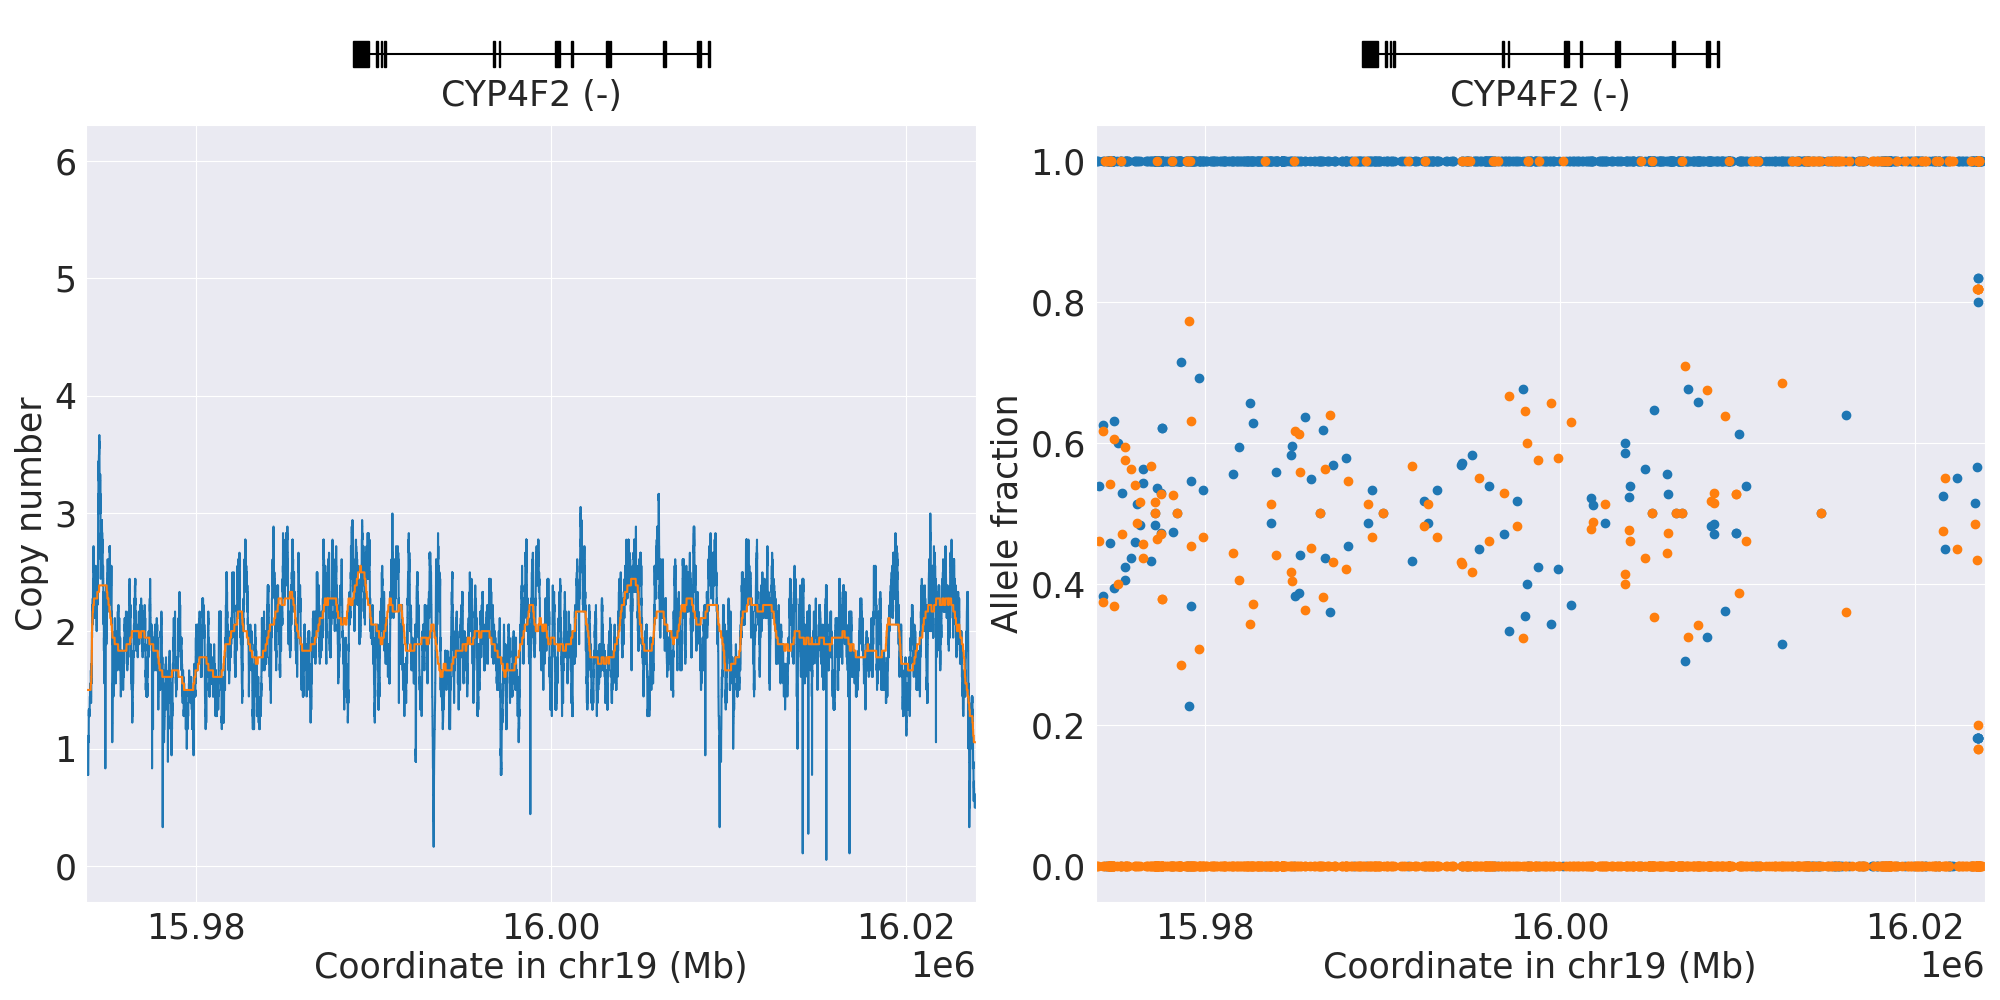 CYP4F2 (-)
6
5
4
3
2
1
0
Copy number
15.98
16.00
16.02
Coordinate in chr19 (Mb)
1e6
CYP4F2 (-)
1.0
0.8
0.6
0.4
0.2
0.0
Allele fraction
15.98
16.00
16.02
Coordinate in chr19 (Mb)
1e6